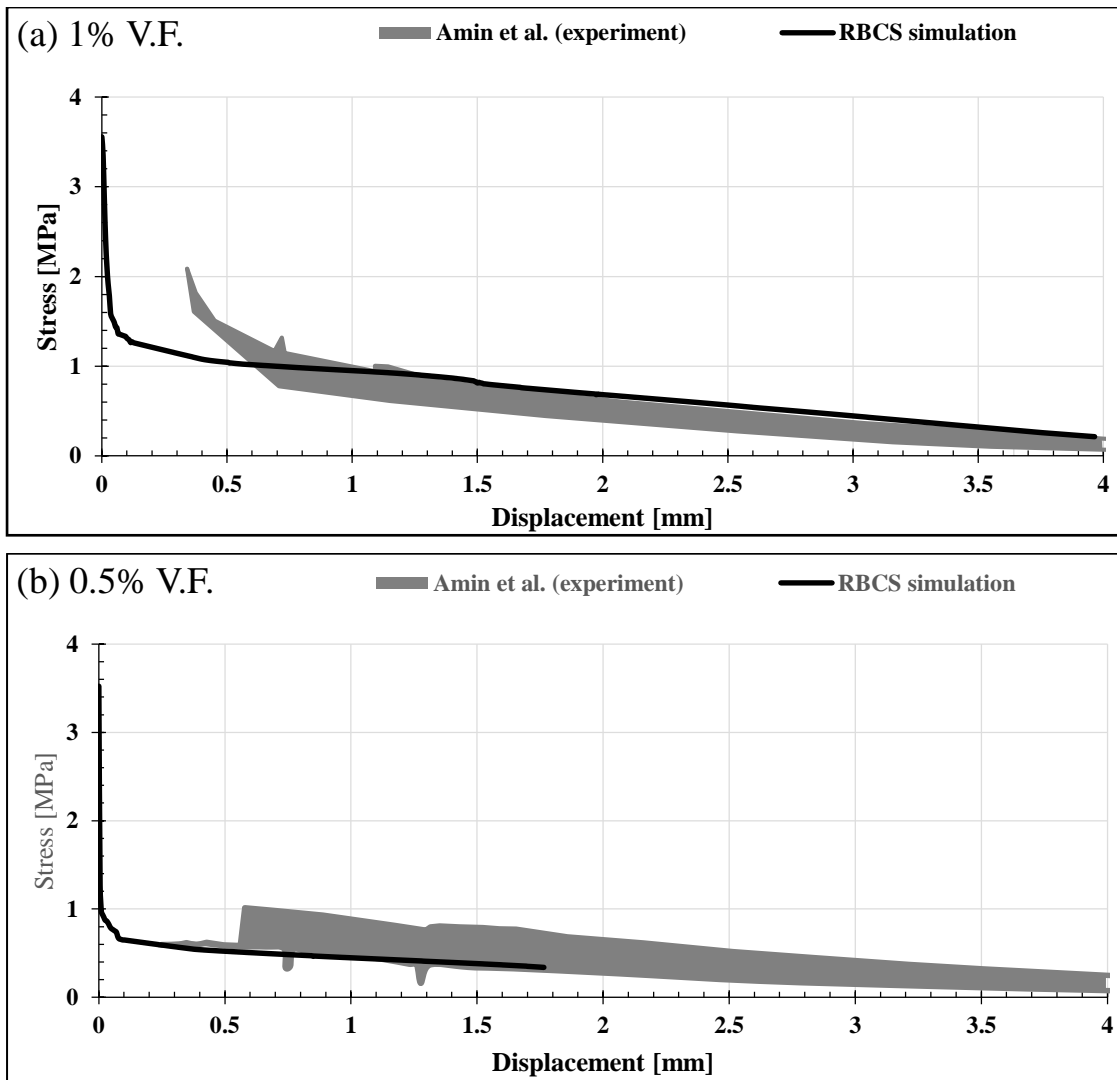 (a) 1% V.F.
Amin et al. (experiment)
RBCS simulation
4
3
2
1
0
Stress [MPa]
0 0.5 1 1.5 2 2.5 3 3.5 4
Displacement [mm]
(b) 0.5% V.F.
Amin et al. (experiment)
RBCS simulation
4
3
2
1
0
Stress [MPa]
0 0.5 1 1.5 2 2.5 3 3.5 4
Displacement [mm]